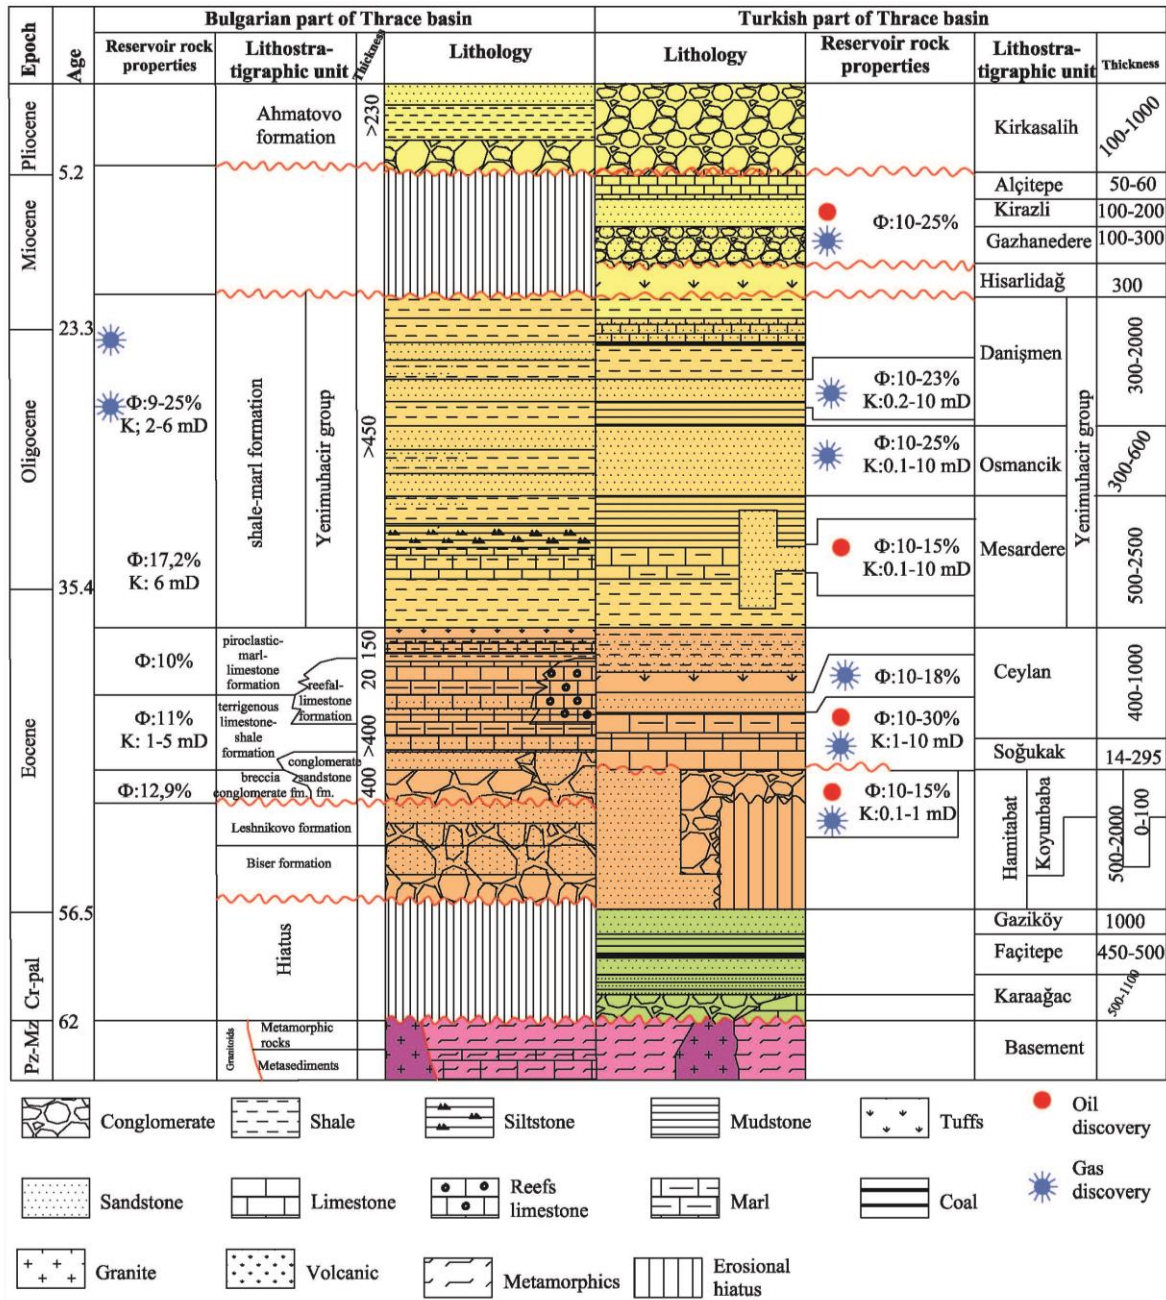 Bulgarian part of Thrace basin
Turkish part of Thrace basin
Epoch
Age
Reservoir rock
properties
Lithostra-
tigraphic unit
Thickness
Lithology
Lithology
Reservoir rock
properties
Lithostra-
tigraphic unit
Thickness
Pliocene
Miocene
Oligocene
Eocene
Cr-pal
Pz-Mz
5.2
23.3
35.4
56.5
62
Φ:9-25%
K; 2-6 mD
Φ:17,2%
K: 6 mD
Φ:10%
Φ:11%
K: 1-5 mD
Φ:12,9%
Ahmatovo
formation
shale-marl formation
Yenimuhacir group
piroclastic-
marl-
limestone
formation
reefal-
limestone
formation
terrigenous
limestone-
shale
formation
conglomerate
sandstone
fm.
breccia
conglomerate fm.
Leshnikovo formation
Biser formation
Hiatus
Granitoids
Metamorphic
rocks
Metasediments
>230
>450
150
20
>400
400
Φ:10-25%
Φ:10-23%
K:0.2-10 mD
Φ:10-25%
K:0.1-10 mD
Φ:10-15%
K:0.1-10 mD
Φ:10-18%
Φ:10-30%
K:1-10 mD
Φ:10-15%
K:0.1-1 mD
Kirkasalih
Alçitepe
Kirazli
Gazhanedere
Hisarlidağ
Danişmen
Osmancik
Mesardere
Yenimuhacir group
Ceylan
Soğukak
Hamitabat
Koyunbaba
Gaziköy
Façitepe
Karaağac
Basement
100-1000
50-60
100-200
100-300
300
300-2000
300-600
500-2500
400-1000
14-295
500-2000
0-100
1000
450-500
500-1100
Conglomerate
Shale
Siltstone
Mudstone
Tuffs
Oil
discovery
Sandstone
Limestone
Reefs
limestone
Marl
Coal
Gas
discovery
Granite
Volcanic
Metamorphics
Erosional
hiatus